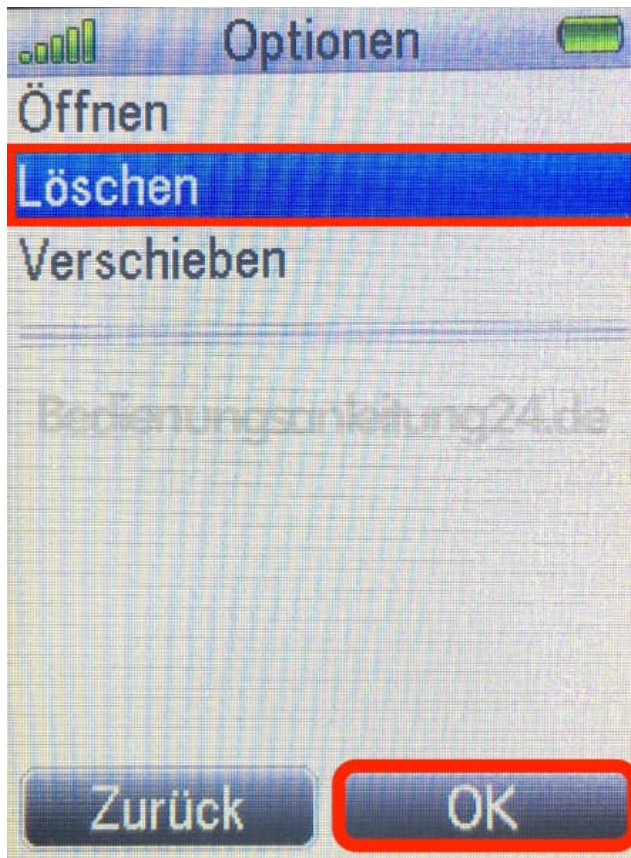 Optionen
Öffnen
Löschen
Verschieben
Bedienungsanleitung24.de
Zurück
OK